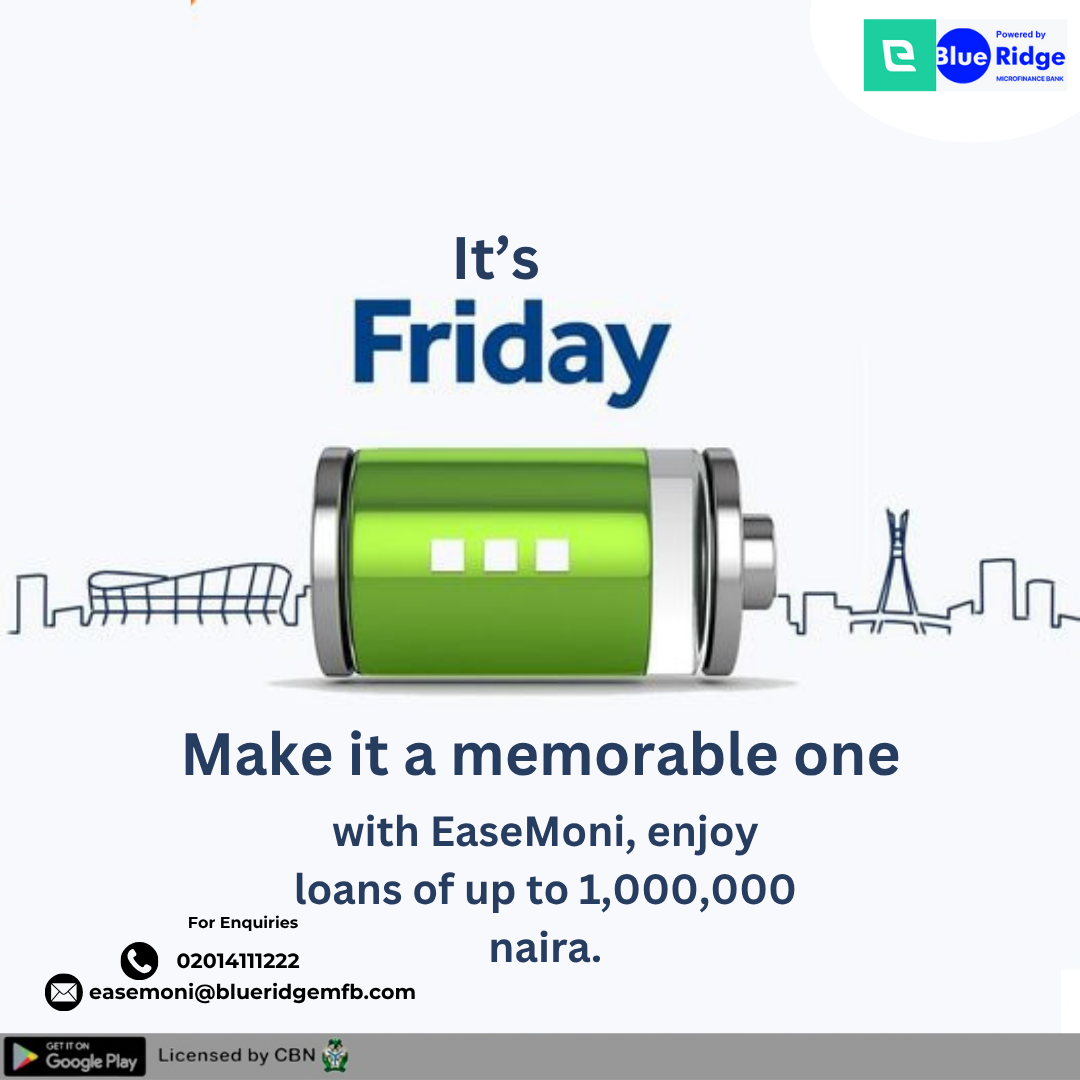 Powered by
Blue Ridge
MICROFINANCE BANK
It’s
Friday
Make it a memorable one
with EaseMoni, enjoy
loans of up to 1,000,000
naira.
For Enquiries
02014111222
easemoni@blueridgemfb.com
GET IT ON
Google Play
Licensed by CBN